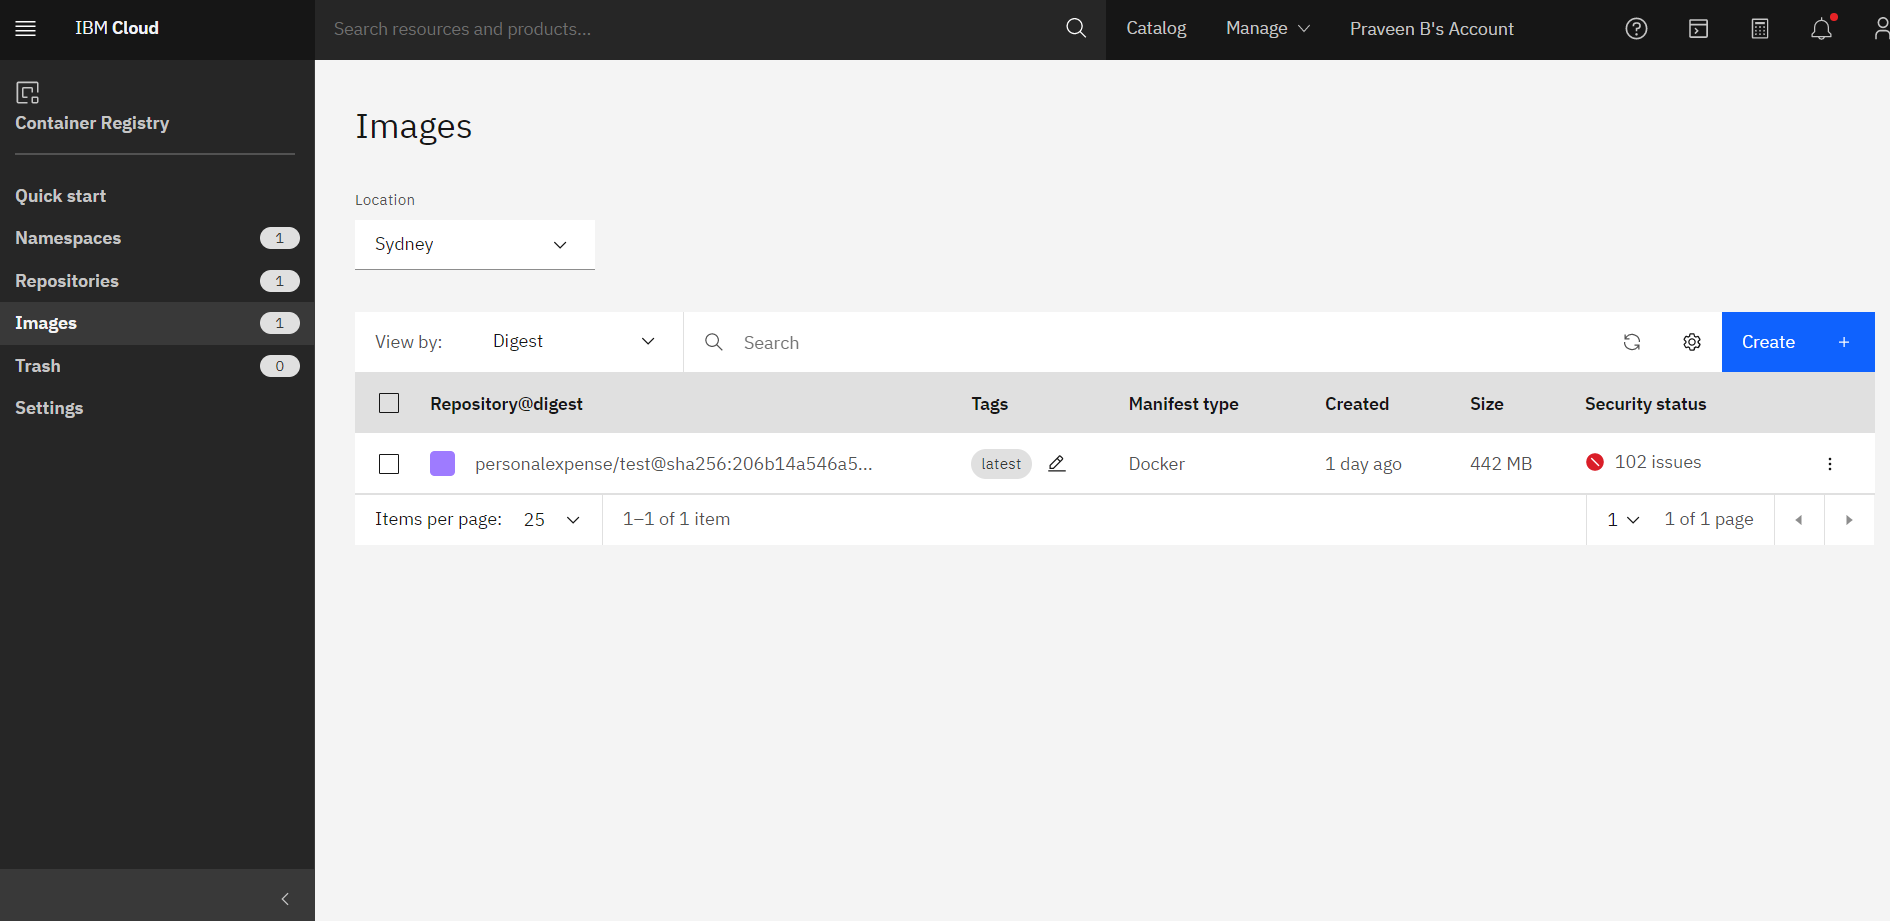 IBM Cloud
Search resources and products...
Catalog
Manage
Praveen B's Account
Container Registry
Quick start
Namespaces 1
Repositories 1
Images 1
Trash 0
Settings
Images
Location
Sydney
View by: Digest
Search
Create +
Repository@digest Tags Manifest type Created Size Security status
personalexpense/test@sha256:206b14a546a5... latest Docker 1 day ago 442 MB 102 issues
Items per page: 25 1–1 of 1 item 1 1 of 1 page